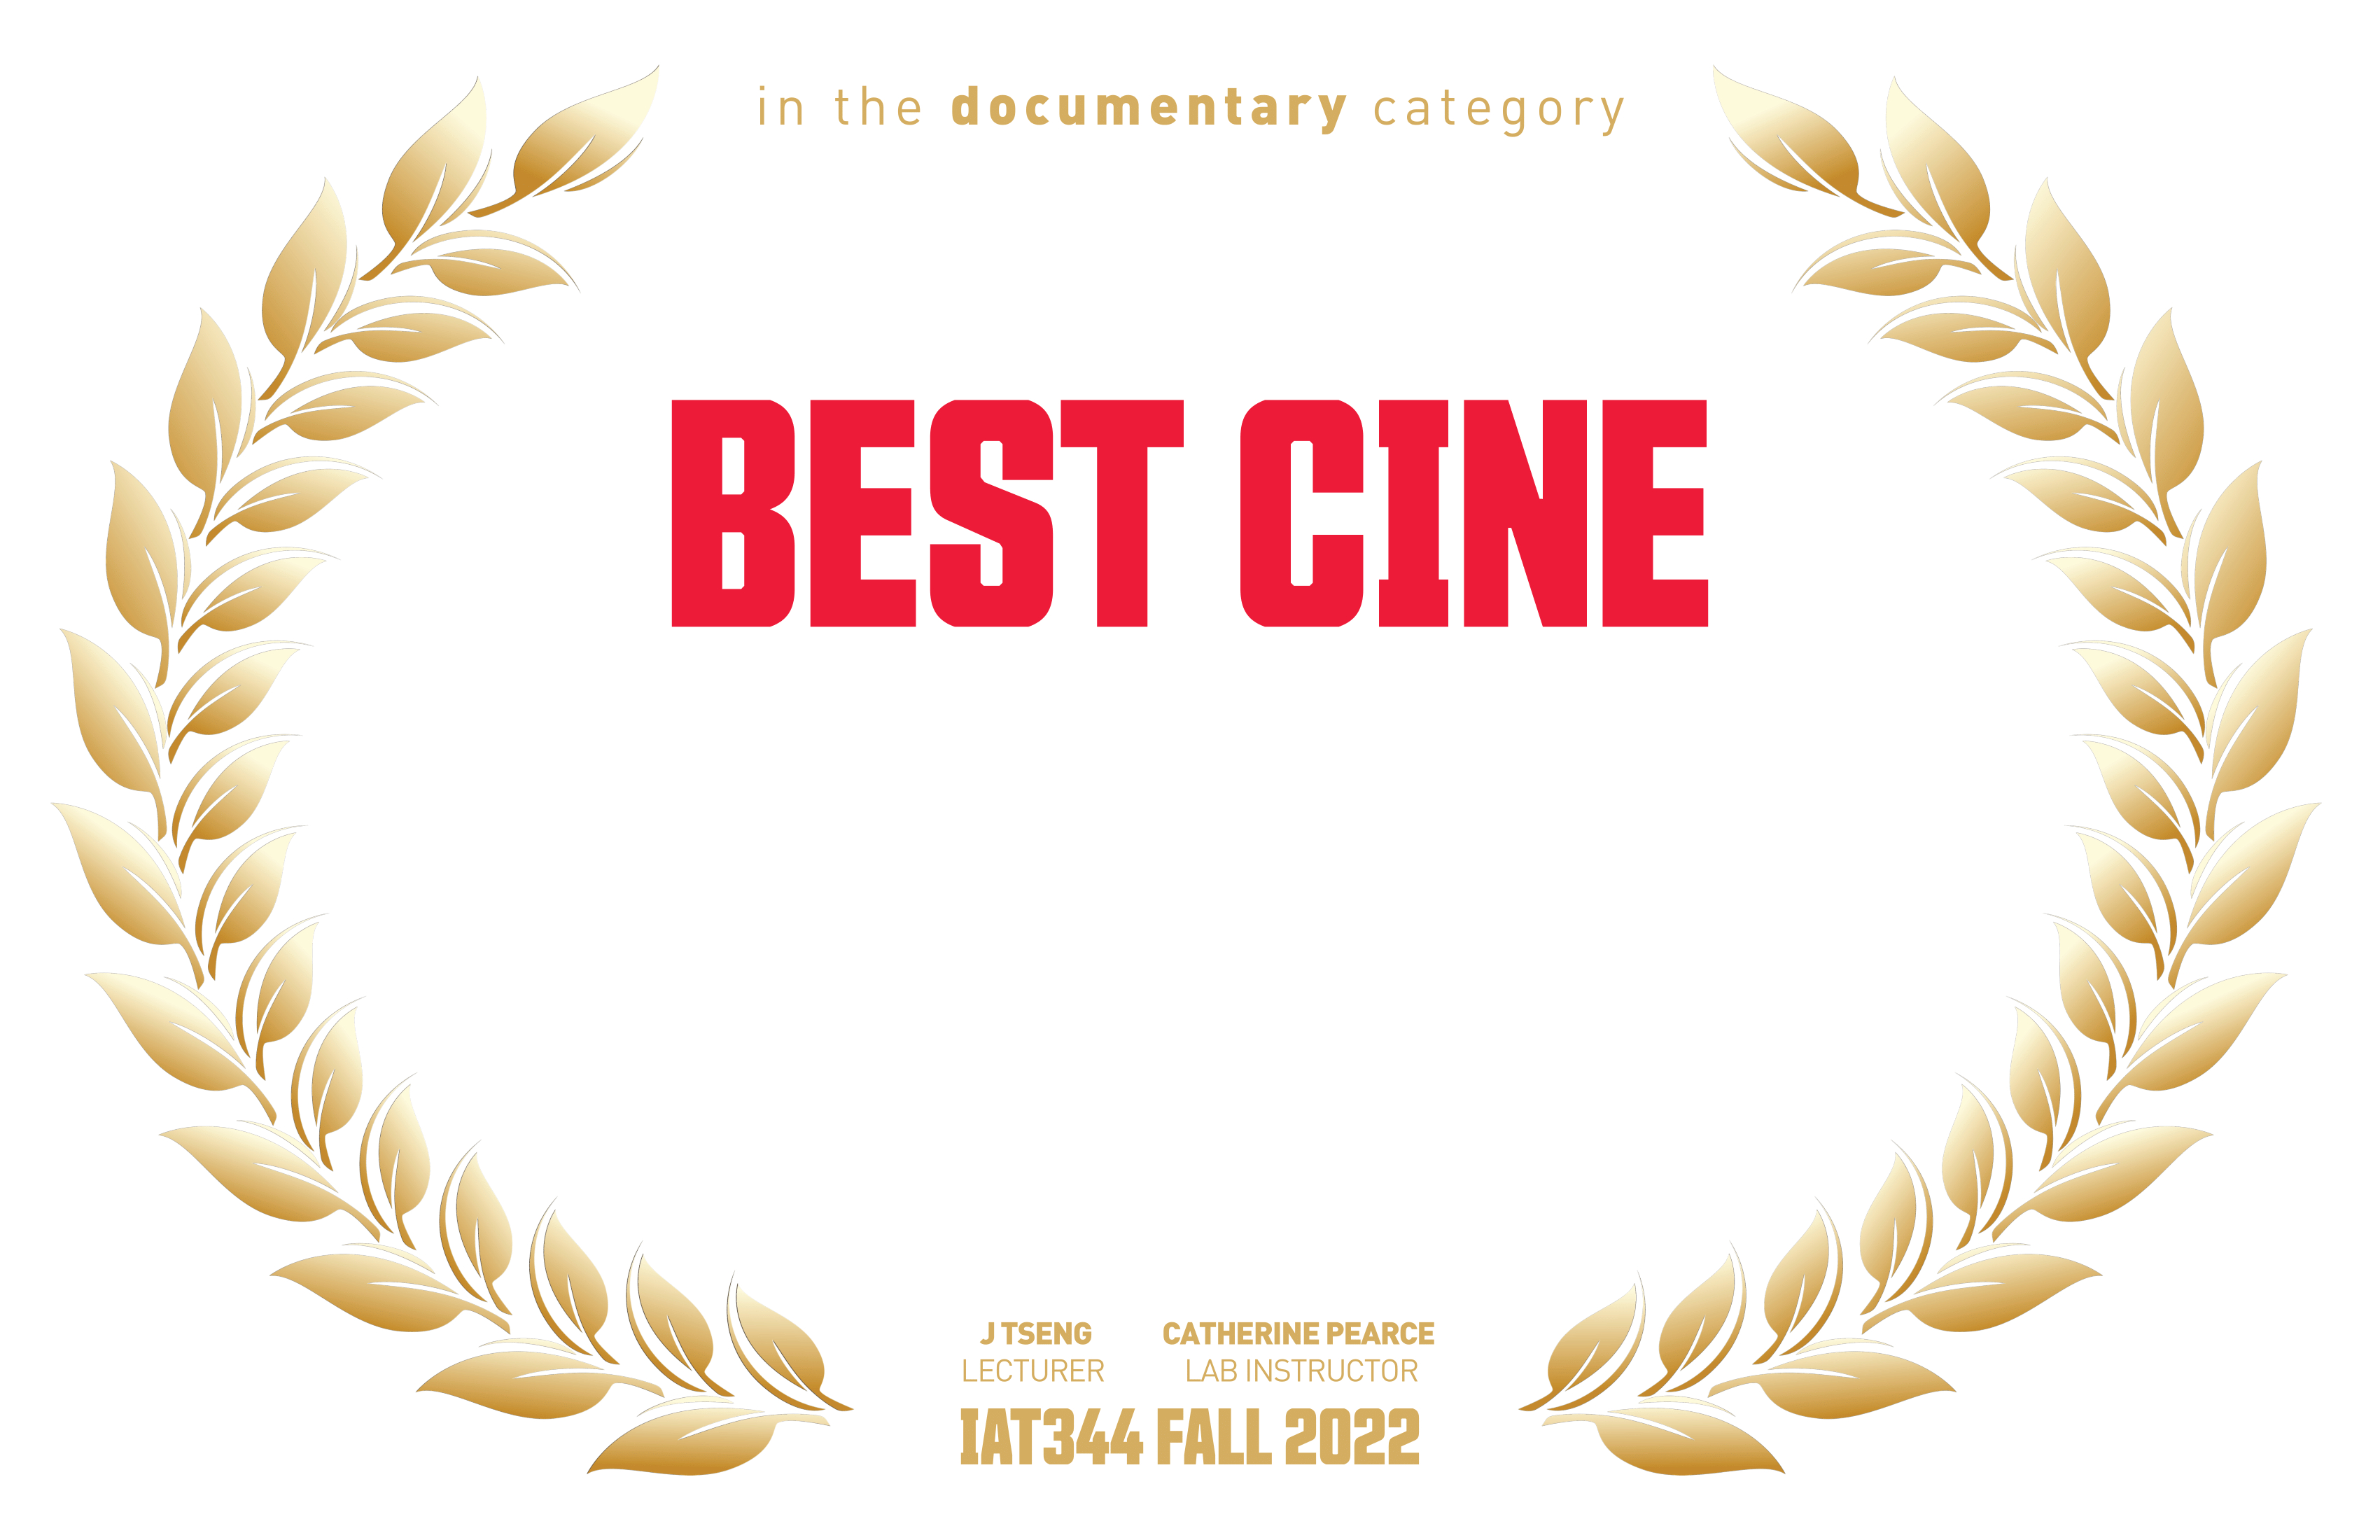 in the documentary category
BEST CINE
J TSENG CATHERINE PEARCE
LECTURER LAB INSTRUCTOR
IAT344 FALL 2022